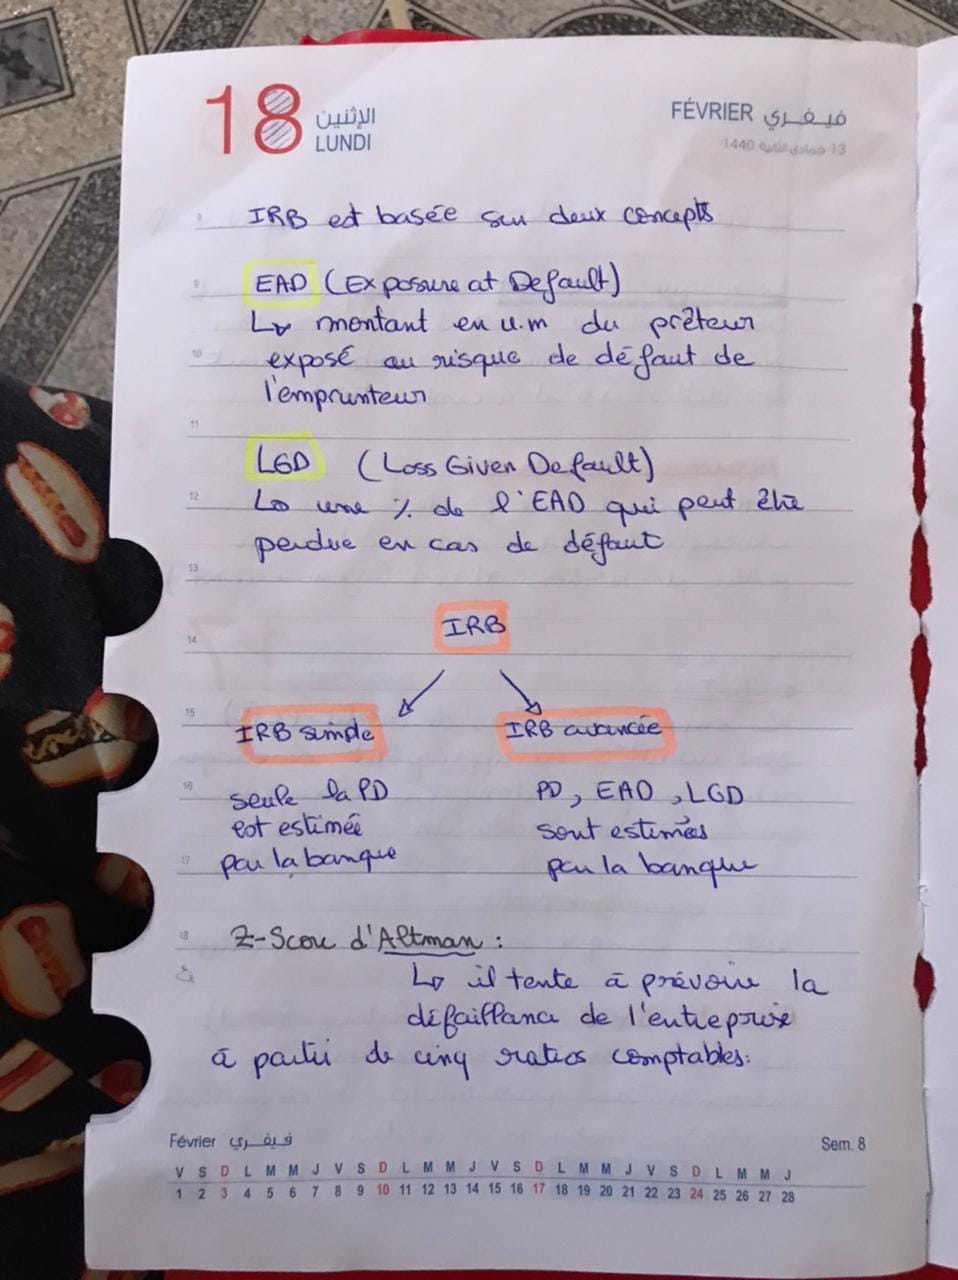 18
الإثنين
LUNDI
FÉVRIER فيفري
13 جمادى الثانية 1440
8 IRB est basée sur deux concepts
9 EAD (Exposure at Default)
↳ montant en u.m du prêteur
10 exposé au risque de défaut de
l'emprunteur
11
LGD (Loss Given Default)
12 ↳ une % de l'EAD qui peut être
perdue en cas de défaut
13
14 IRB
15 IRB simple IRB avancée
16 seule la PD PD, EAD, LGD
est estimée sont estimées
17 par la banque par la banque
18 Z-Score d'Altman :
↳ il tente à prévoir la
défaillance de l'entreprise
à partir de cinq ratios comptables:
Février فيفري Sem. 8
V S D L M M J V S D L M M J V S D L M M J V S D L M M J
1 2 3 4 5 6 7 8 9 10 11 12 13 14 15 16 17 18 19 20 21 22 23 24 25 26 27 28